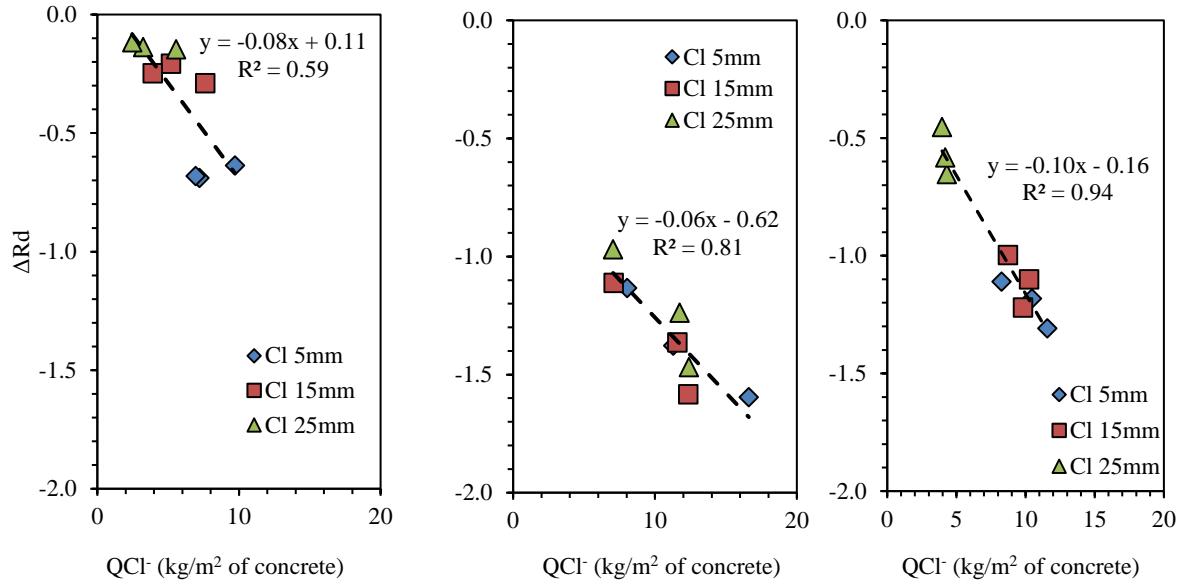 0.0
-0.5
-1.0
-1.5
-2.0
ΔRd
0
10
20
y = -0.08x + 0.11
R² = 0.59
Cl 5mm
Cl 15mm
Cl 25mm
QCl⁻ (kg/m² of concrete)
0.0
-0.5
-1.0
-1.5
-2.0
0
10
20
Cl 5mm
Cl 15mm
Cl 25mm
y = -0.06x - 0.62
R² = 0.81
QCl⁻ (kg/m² of concrete)
0.0
-0.5
-1.0
-1.5
-2.0
0
5
10
15
20
y = -0.10x - 0.16
R² = 0.94
Cl 5mm
Cl 15mm
Cl 25mm
QCl⁻ (kg/m² of concrete)